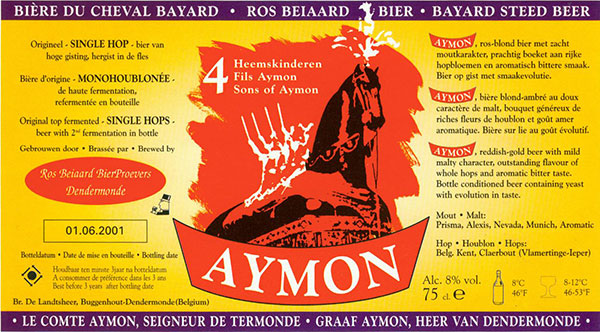 BIÈRE DU CHEVAL BAYARD • ROS BEIAARD BIER • BAYARD STEED BEER
Origineel - SINGLE HOP - bier van
hoge gisting, hergist in de fles
Bière d'origine - MONOHOUBLONÉE -
de haute fermentation,
refermentée en bouteille
Original top fermented - SINGLE HOPS -
beer with 2nd fermentation in bottle
Gebrouwen door • Brassée par • Brewed by
Ros Beiaard BierProevers
Dendermonde
01.06.2001
Botteldatum • Date de mise en bouteille • Bottling date
Houdbaar ten minste 3jaar na botteldatum
A consommer de préférence dans les 3 ans
Best before 3 years after bottling date
Br. De Landtsheer, Buggenhout-Dendermonde(Belgium)
4
Heemskinderen
Fils Aymon
Sons of Aymon
AYMON
AYMON, ros-blond bier met zacht
moutkarakter, prachtig boeket aan rijke
hopbloemen en aromatisch bittere smaak.
Bier op gist met smaakevolutie.
AYMON, bière blond-ambré au doux
caractère de malt, bouquet généreux de
riches fleurs de houblon et goût amer
aromatique. Bière sur lie au goût évolutif.
AYMON, reddish-gold beer with mild
malty character, outstanding flavour of
whole hops and aromatic bitter taste.
Bottle conditioned beer containing yeast
with evolution in taste.
Mout • Malt:
Prisma, Alexis, Nevada, Munich, Aromatic
Hop • Houblon • Hops:
Belg. Kent, Claerbout (Vlamertinge-Ieper)
Alc. 8% vol.
75 cl. e
8°C
46°F
8-12°C
46-53°F
• LE COMTE AYMON, SEIGNEUR DE TERMONDE • GRAAF AYMON, HEER VAN DENDERMONDE •